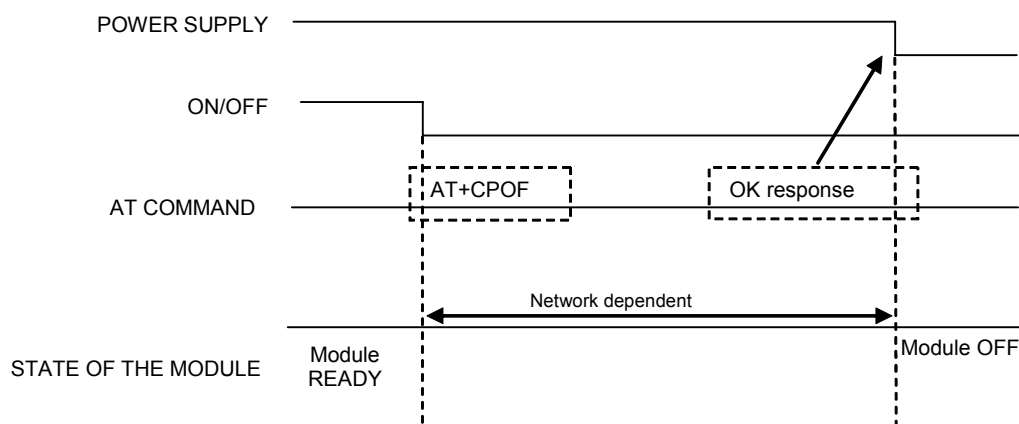 POWER SUPPLY
ON/OFF
AT+CPOF
OK response
AT COMMAND
Network dependent
Module
READY
Module OFF
STATE OF THE MODULE